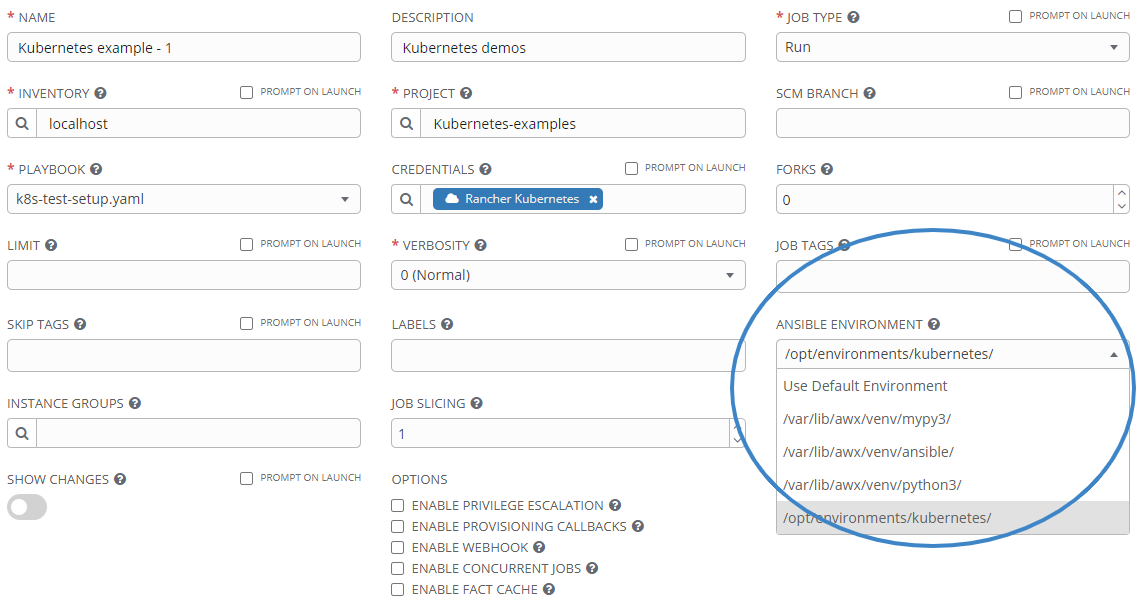 * NAME
Kubernetes example - 1
DESCRIPTION
Kubernetes demos
* JOB TYPE
PROMPT ON LAUNCH
Run
* INVENTORY
PROMPT ON LAUNCH
localhost
* PROJECT
Kubernetes-examples
SCM BRANCH
PROMPT ON LAUNCH
* PLAYBOOK
k8s-test-setup.yaml
CREDENTIALS
PROMPT ON LAUNCH
Rancher Kubernetes
FORKS
0
LIMIT
PROMPT ON LAUNCH
* VERBOSITY
PROMPT ON LAUNCH
0 (Normal)
JOB TAGS
PROMPT ON LAUNCH
SKIP TAGS
PROMPT ON LAUNCH
LABELS
ANSIBLE ENVIRONMENT
/opt/environments/kubernetes/
Use Default Environment
/var/lib/awx/venv/mypy3/
/var/lib/awx/venv/ansible/
/var/lib/awx/venv/python3/
/opt/environments/kubernetes/
INSTANCE GROUPS
JOB SLICING
1
SHOW CHANGES
PROMPT ON LAUNCH
OPTIONS
ENABLE PRIVILEGE ESCALATION
ENABLE PROVISIONING CALLBACKS
ENABLE WEBHOOK
ENABLE CONCURRENT JOBS
ENABLE FACT CACHE